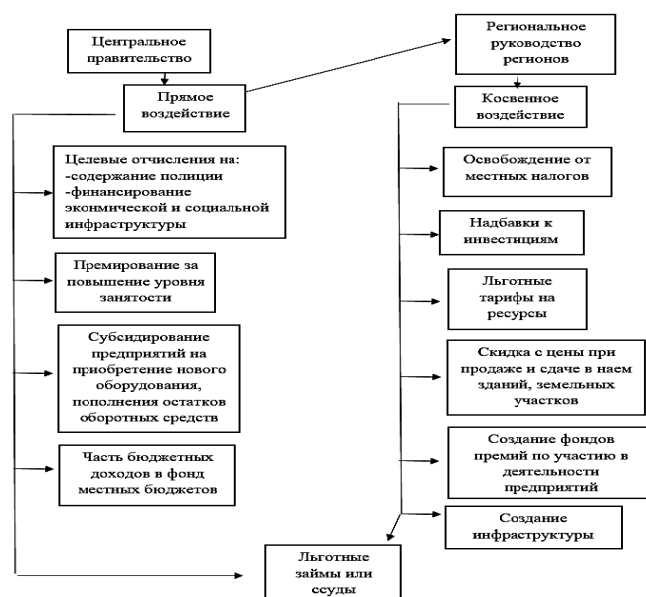 Центральное
правительство
Региональное
руководство
регионов
Прямое
воздействие
Косвенное
воздействие
Целевые отчисления на:
-содержание полиции
-финансирование
эконмической и социальной
инфраструктуры
Премирование за
повышение уровня
занятости
Субсидирование
предприятий на
приобретение нового
оборудования,
пополнения остатков
оборотных средств
Часть бюджетных
доходов в фонд
местных бюджетов
Освобождение от
местных налогов
Надбавки к
инвестициям
Льготные
тарифы на
ресурсы
Скидка с цены при
продаже и сдаче в наем
зданий, земельных
участков
Создание фондов
премий по участию в
деятельности
предприятий
Создание
инфраструктуры
Льготные
займы или
ссуды